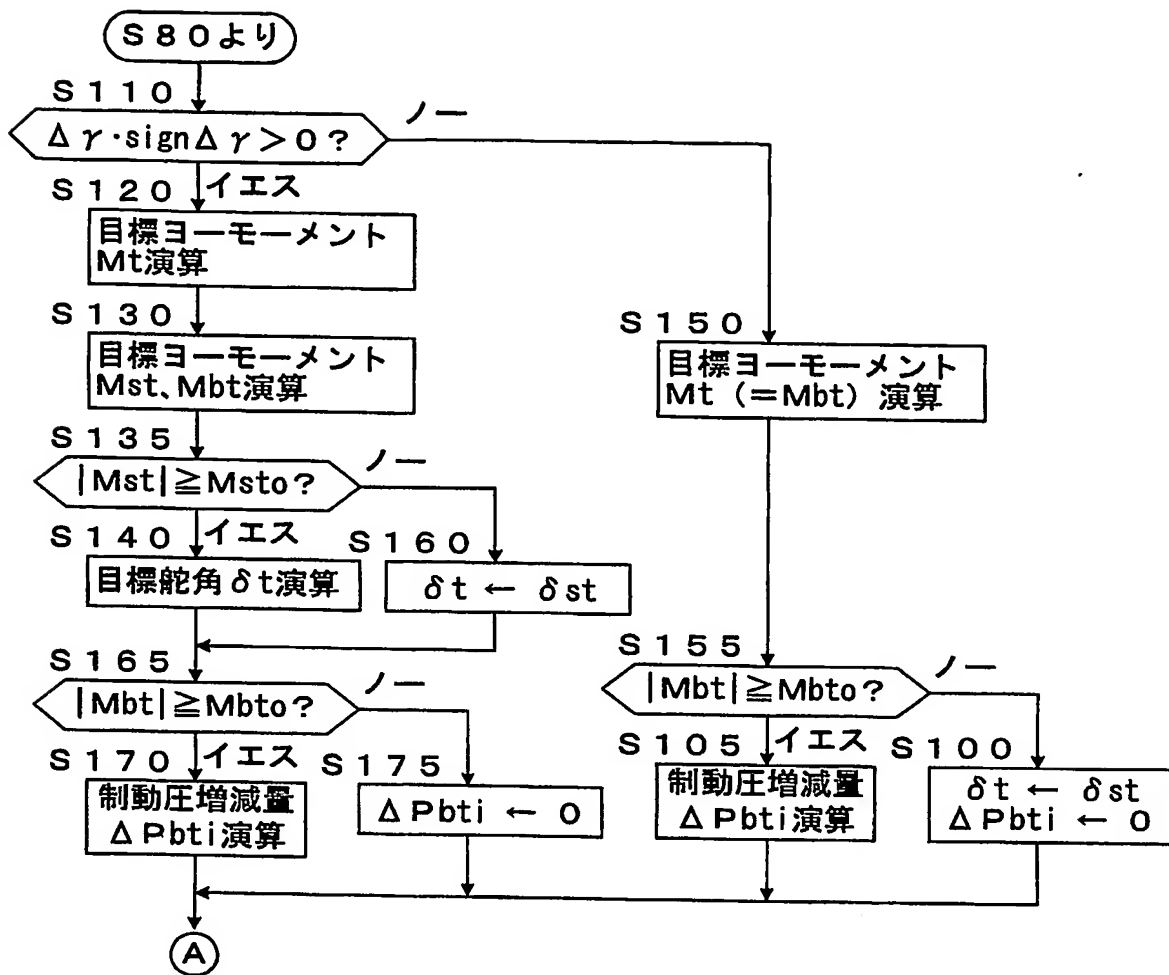 S80より
S110
Δγ·signΔγ>0?
ノー
S120
イエス
目標ヨーモーメント
Mt演算
S130
目標ヨーモーメント
Mst、Mbt演算
S150
目標ヨーモーメント
Mt (=Mbt) 演算
S135
|Mst|≧Msto?
ノー
S140
イエス
目標舵角δt演算
S160
δt ← δst
S165
|Mbt|≧Mbto?
ノー
S155
|Mbt|≧Mbto?
ノー
S170
イエス
制動圧増減量
ΔPbti演算
S175
ΔPbti ← 0
S105
イエス
制動圧増減量
ΔPbti演算
S100
δt ← δst
ΔPbti ← 0
A